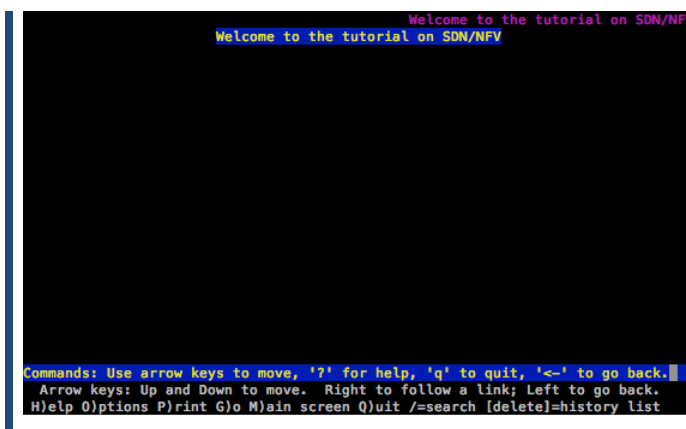 Welcome to the tutorial on SDN/NF
Welcome to the tutorial on SDN/NFV
Commands: Use arrow keys to move, '?' for help, 'q' to quit, '<-' to go back.
Arrow keys: Up and Down to move. Right to follow a link; Left to go back.
H)elp O)ptions P)rint G)o M)ain screen Q)uit /=search [delete]=history list